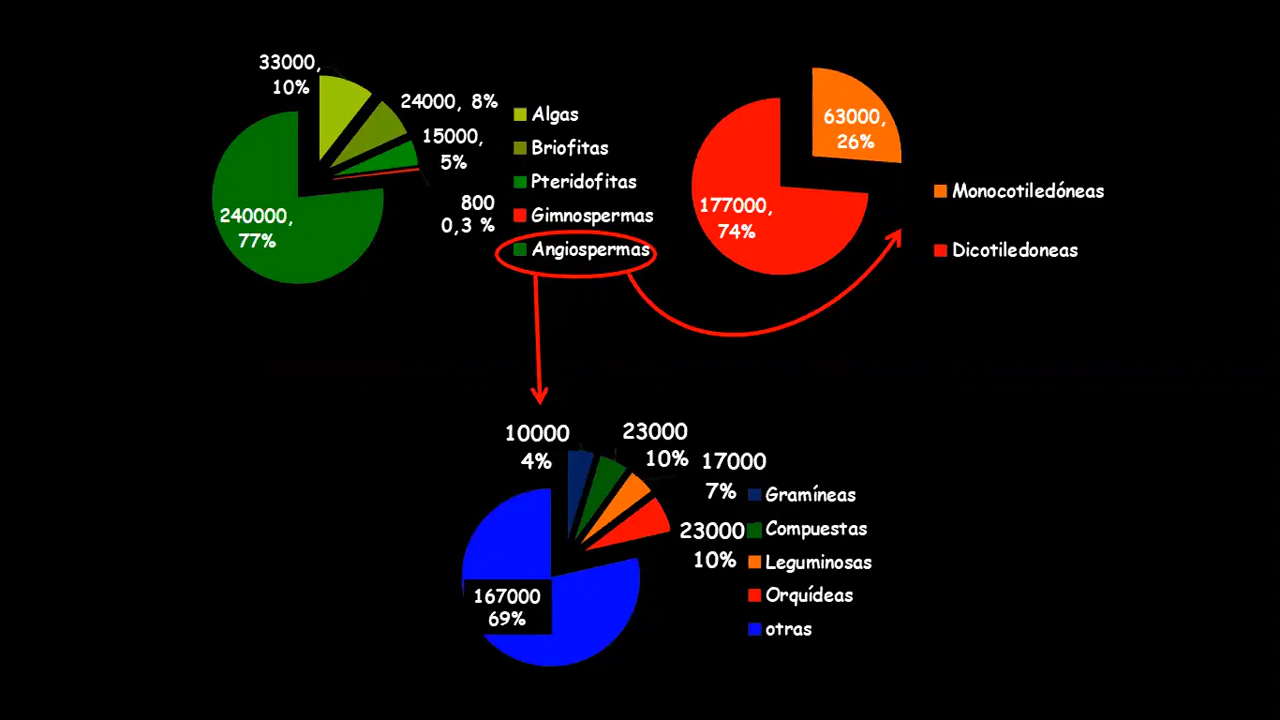 33000,
10%
24000, 8%
15000,
5%
800
0,3 %
240000,
77%
Algas
Briofitas
Pteridofitas
Gimnospermas
Angiospermas
63000,
26%
177000,
74%
Monocotiledóneas
Dicotiledoneas
10000
4%
23000
10%
17000
7%
23000
10%
167000
69%
Gramíneas
Compuestas
Leguminosas
Orquídeas
otras